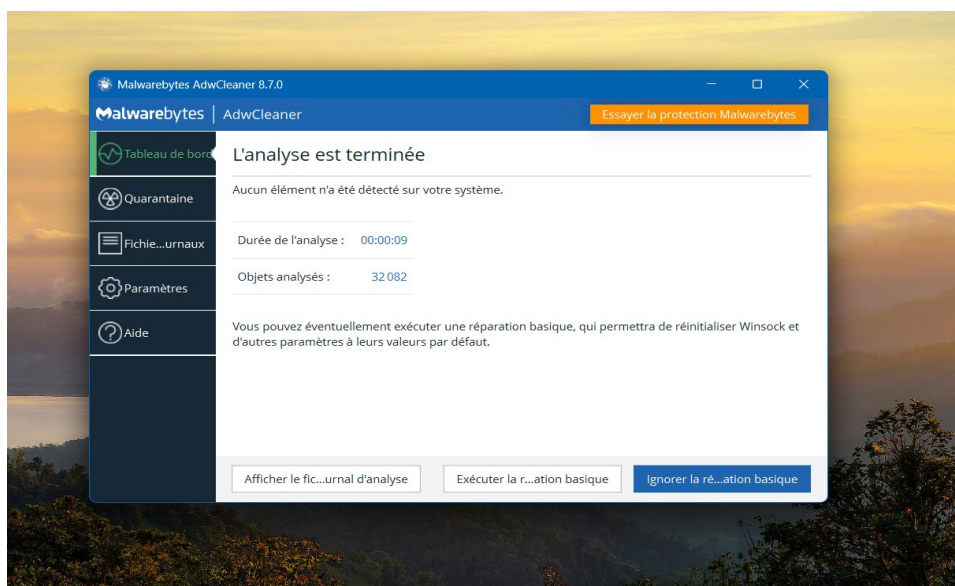 Malwarebytes AdwCleaner 8.7.0
Malwarebytes | AdwCleaner
Essayer la protection Malwarebytes
Tableau de bord
Quarantaine
Fichie...urnaux
Paramètres
Aide
L'analyse est terminée
Aucun élément n'a été détecté sur votre système.
Durée de l'analyse : 00:00:09
Objets analysés : 32 082
Vous pouvez éventuellement exécuter une réparation basique, qui permettra de réinitialiser Winsock et
d'autres paramètres à leurs valeurs par défaut.
Afficher le fic...urnal d'analyse
Exécuter la r...ation basique
Ignorer la ré...ation basique